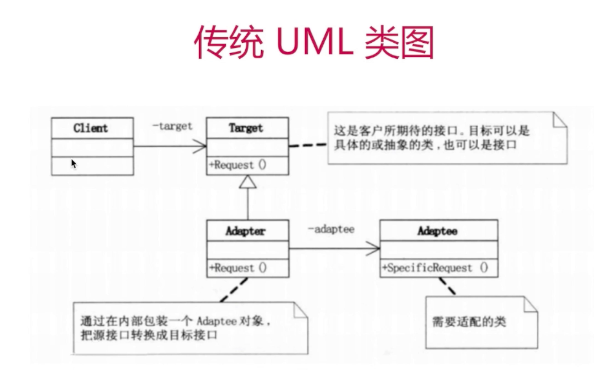 传统 UML 类图
Client
-target
Target
+Request ()
这是客户所期待的接口。目标可以是
具体的或抽象的类,也可以是接口
Adapter
-adaptee
Adaptee
+Request ()
+SpecificRequest ()
通过在内部包装一个 Adaptee 对象,
把源接口转换成目标接口
需要适配的类